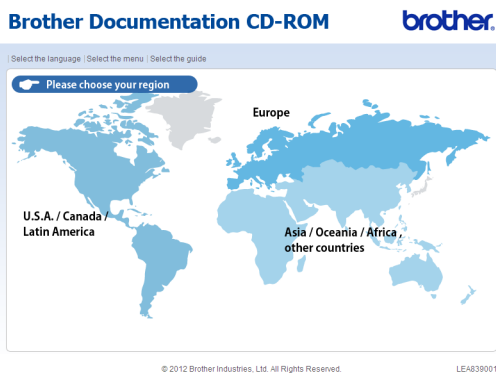 Brother Documentation CD-ROM
brother
Select the language | Select the menu | Select the guide
Please choose your region
Europe
U.S.A. / Canada /
Latin America
Asia / Oceania / Africa ,
other countries
© 2012 Brother Industries, Ltd. All Rights Reserved.
LEA839001